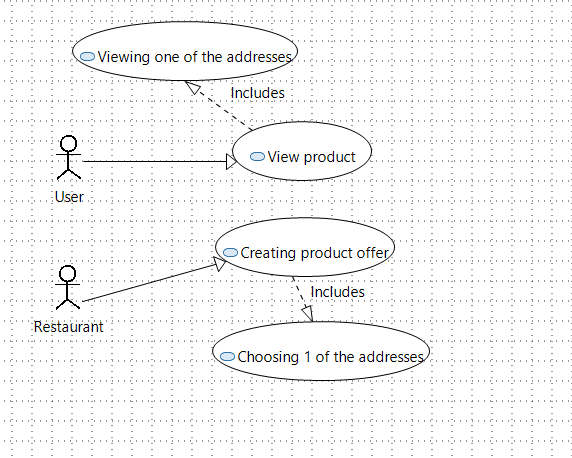 Viewing one of the addresses
Includes
View product
User
Creating product offer
Includes
Restaurant
Choosing 1 of the addresses